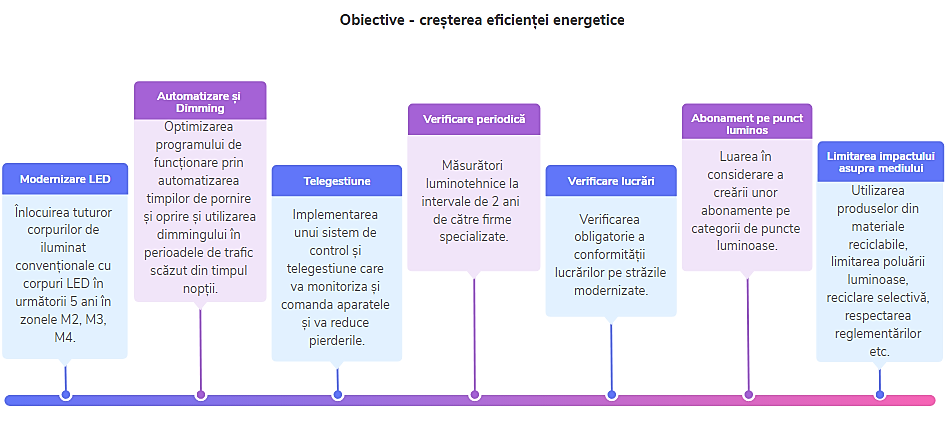 Obiective - creșterea eficienței energetice
Modernizare LED
Înlocuirea tuturor
corpurilor de
iluminat
convenționale cu
corpuri LED în
următorii 5 ani în
zonele M2, M3,
M4.
Automatizare și
Dimming
Optimizarea
programului de
funcționare prin
automatizarea
timpilor de pornire
și oprire și utilizarea
dimmingului în
perioadele de trafic
scăzut din timpul
nopții.
Telegestiune
Implementarea
unui sistem de
control și
telegestiune care
va monitoriza și
comanda aparatele
și va reduce
pierderile.
Verificare periodică
Măsurători
luminotehnice la
intervale de 2 ani
de către firme
specializate.
Verificare lucrări
Verificarea
obligatorie a
conformității
lucrărilor pe străzile
modernizate.
Abonament pe punct
luminos
Luarea în
considerare a
creării unor
abonamente pe
categorii de puncte
luminoase.
Limitarea impactului
asupra mediului
Utilizarea
produselor din
materiale
reciclabile,
limitarea poluării
luminoase,
reciclare selectivă,
respectarea
reglementărilor
etc.